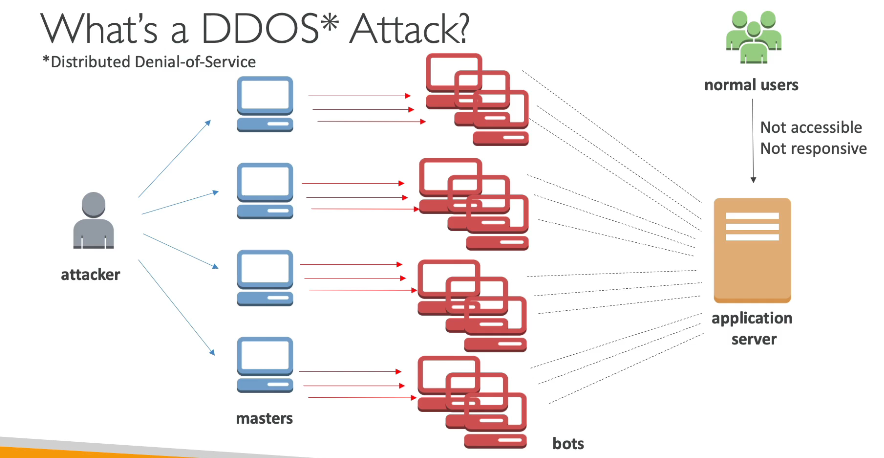 What's a DDOS* Attack?
*Distributed Denial-of-Service
normal users
Not accessible
Not responsive
attacker
application
server
masters
bots